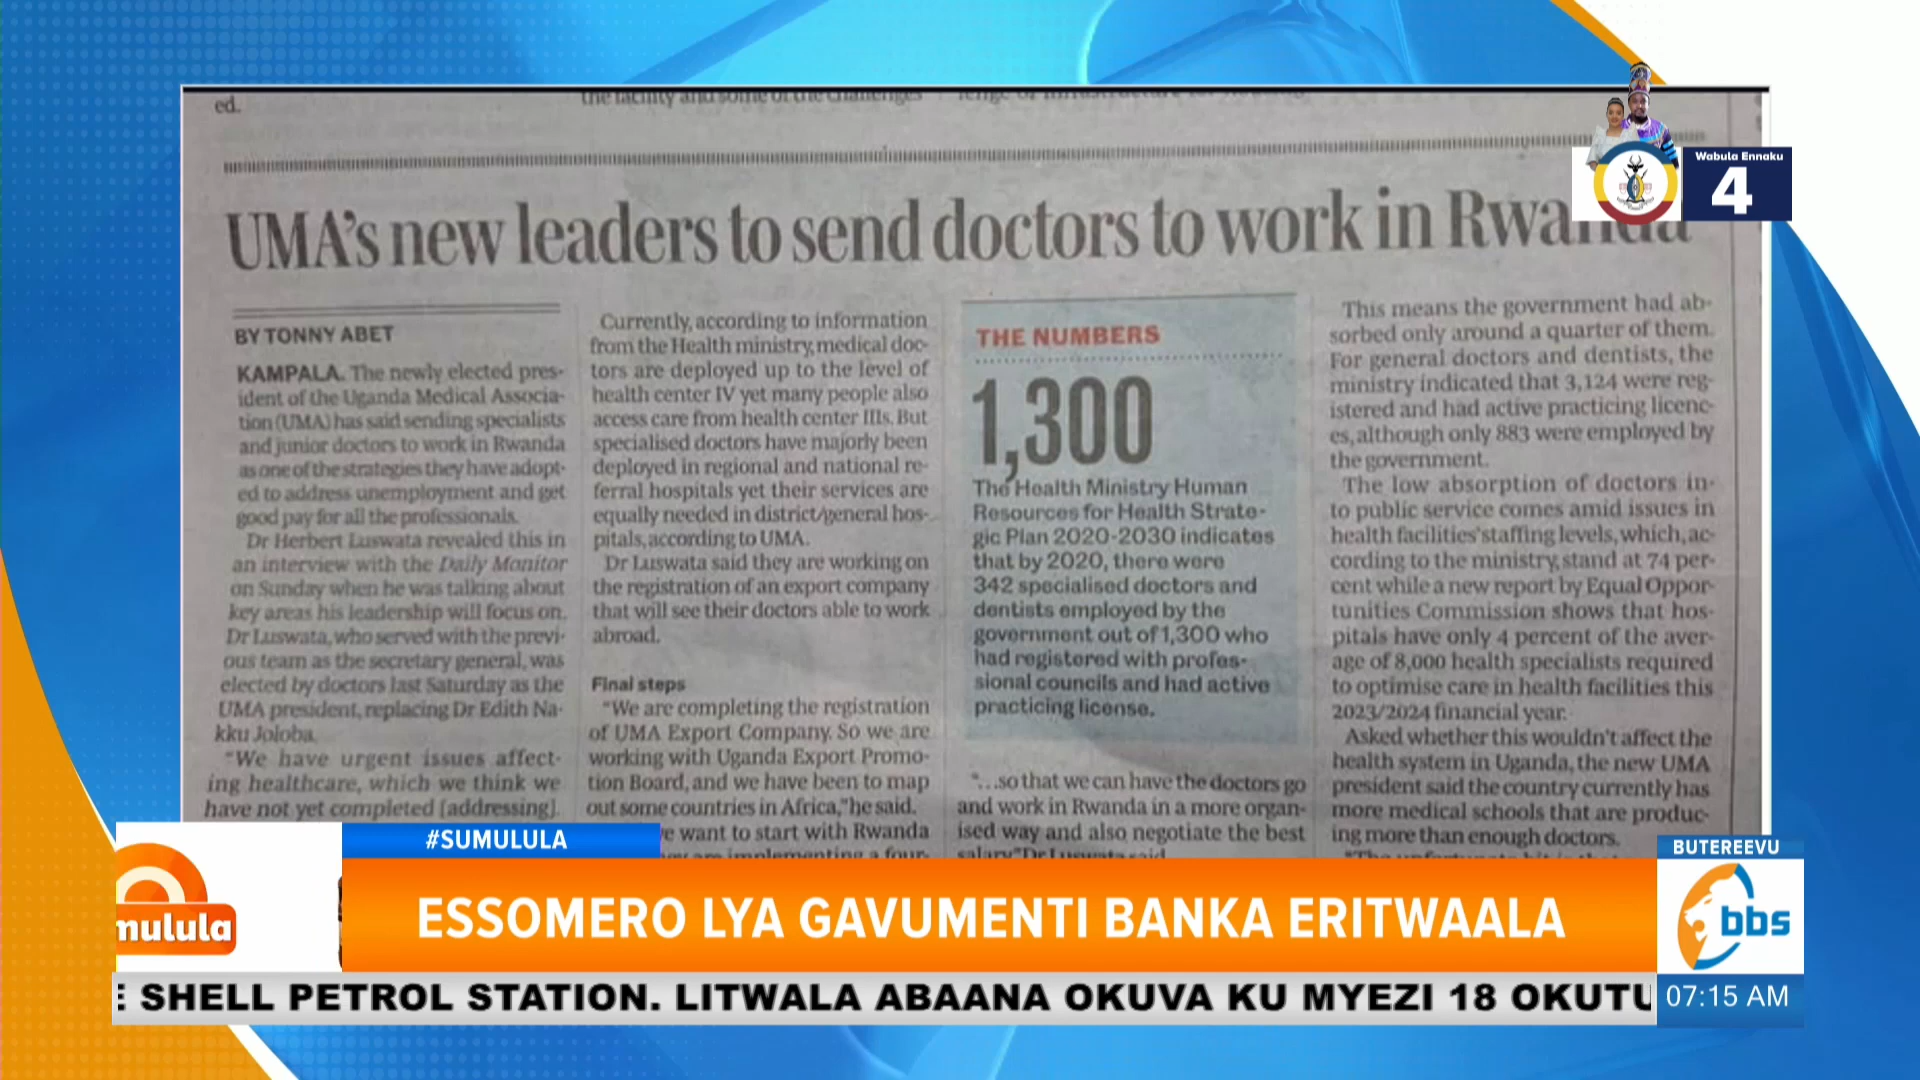 ed.
the facility and some of the challenges
Wabula Ennaku
4
UMA's new leaders to send doctors to work in Rwanda
BY TONNY ABET
KAMPALA. The newly elected pres-
ident of the Uganda Medical Associa-
tion (UMA) has said sending specialists
and junior doctors to work in Rwanda
as one of the strategies they have adopt-
ed to address unemployment and get
good pay for all the professionals.
Dr Herbert Luswata revealed this in
an interview with the Daily Monitor
on Sunday when he was talking about
key areas his leadership will focus on.
Dr Luswata, who served with the previ-
ous team as the secretary general, was
elected by doctors last Saturday as the
UMA president, replacing Dr Edith Na-
kku Joloba.
"We have urgent issues affect-
ing healthcare, which we think we
have not yet completed [addressing].
Currently, according to information
from the Health ministry, medical doc-
tors are deployed up to the level of
health center IV yet many people also
access care from health center IIIs. But
specialised doctors have majorly been
deployed in regional and national re-
ferral hospitals yet their services are
equally needed in district/general hos-
pitals, according to UMA.
Dr Luswata said they are working on
the registration of an export company
that will see their doctors able to work
abroad.
Final steps
"We are completing the registration
of UMA Export Company. So we are
working with Uganda Export Promo-
tion Board, and we have been to map
out some countries in Africa," he said.
we want to start with Rwanda
are implementing a four-
THE NUMBERS
1,300
The Health Ministry Human
Resources for Health Strate-
gic Plan 2020-2030 indicates
that by 2020, there were
342 specialised doctors and
dentists employed by the
government out of 1,300 who
had registered with profes-
sional councils and had active
practicing license.
"...so that we can have the doctors go
and work in Rwanda in a more organ-
ised way and also negotiate the best
salary," Dr Luswata said.
This means the government had ab-
sorbed only around a quarter of them.
For general doctors and dentists, the
ministry indicated that 3,124 were reg-
istered and had active practicing licenc-
es, although only 883 were employed by
the government.
The low absorption of doctors in-
to public service comes amid issues in
health facilities' staffing levels, which, ac-
cording to the ministry, stand at 74 per-
cent while a new report by Equal Oppor-
tunities Commission shows that hos-
pitals have only 4 percent of the aver-
age of 8,000 health specialists required
to optimise care in health facilities this
2023/2024 financial year.
Asked whether this wouldn't affect the
health system in Uganda, the new UMA
president said the country currently has
more medical schools that are produc-
ing more than enough doctors.
#SUMULULA
mulula
ESSOMERO LYA GAVUMENTI BANKA ERITWAALA
BUTEREEVU
bbs
E SHELL PETROL STATION. LITWALA ABAANA OKUVA KU MYEZI 18 OKUTU
07:15 AM